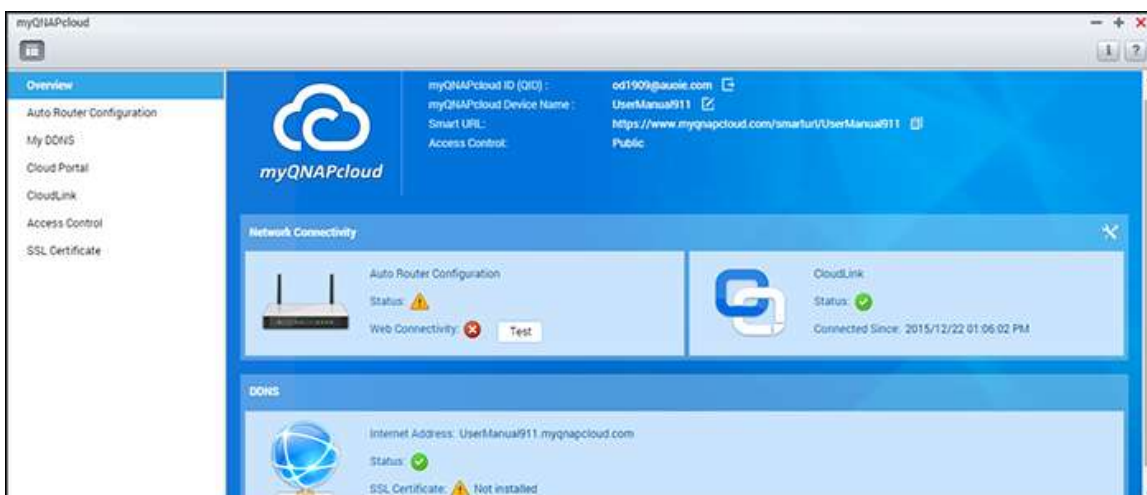 myQNAPcloud
Overview
Auto Router Configuration
My DDNS
Cloud Portal
CloudLink
Access Control
SSL Certificate
myQNAPcloud
myQNAPcloud ID (QID) : od1909@auoie.com
myQNAPcloud Device Name : UserManual911
Smart URL: https://www.myqnapcloud.com/smarturl/UserManual911
Access Control: Public
Network Connectivity
Auto Router Configuration
Status:
Web Connectivity: Test
CloudLink
Status:
Connected Since: 2015/12/22 01:06:02 PM
DDNS
Internet Address: UserManual911.myqnapcloud.com
Status:
SSL Certificate: Not installed